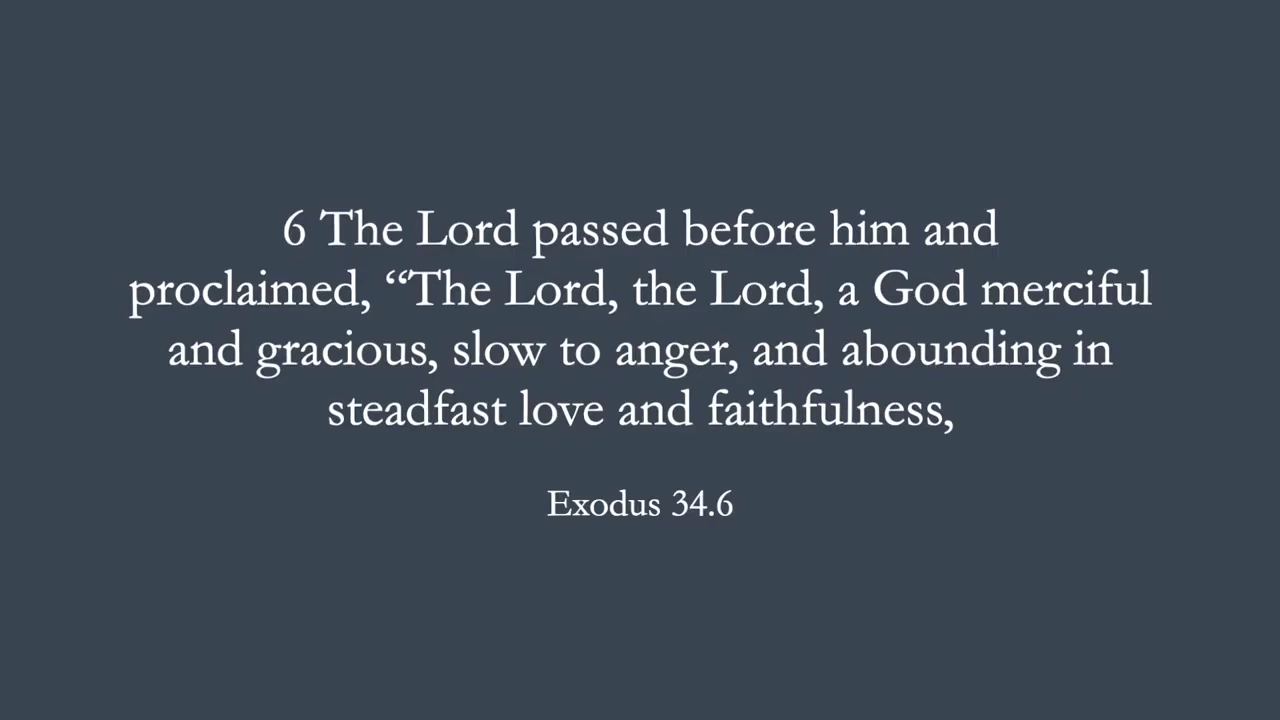 6 The Lord passed before him and
proclaimed, “The Lord, the Lord, a God merciful
and gracious, slow to anger, and abounding in
steadfast love and faithfulness,
Exodus 34.6